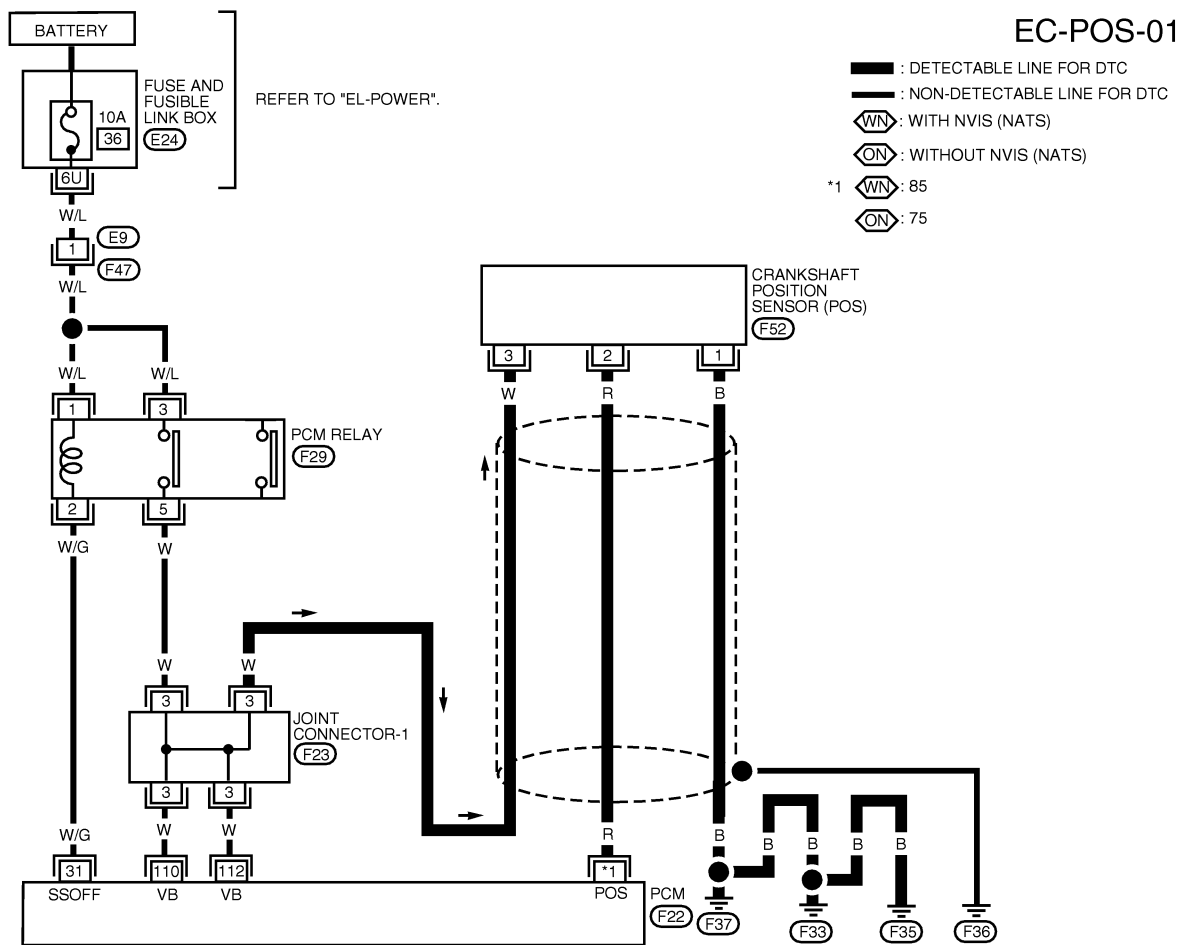 EC-POS-01
BATTERY
FUSE AND
FUSIBLE
LINK BOX
E24
10A
36
6U
REFER TO "EL-POWER".
: DETECTABLE LINE FOR DTC
: NON-DETECTABLE LINE FOR DTC
WN : WITH NVIS (NATS)
ON : WITHOUT NVIS (NATS)
*1 WN : 85
ON : 75
W/L
1
E9
F47
W/L
W/L W/L
1 3
PCM RELAY
F29
2 5
W/G W
CRANKSHAFT
POSITION
SENSOR (POS)
F52
3 2 1
W R B
W W
3 3
JOINT
CONNECTOR-1
F23
3 3
W/G W W R B B B B B
31 110 112 *1
SSOFF VB VB POS
PCM
F22
F37 F33 F35 F36